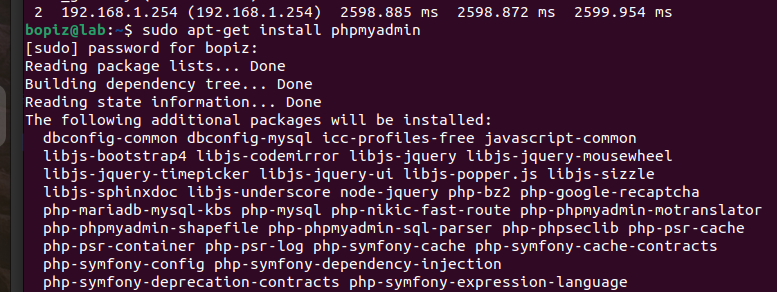 2 192.168.1.254 (192.168.1.254) 2598.885 ms 2598.872 ms 2599.954 ms
bopiz@lab:~$ sudo apt-get install phpmyadmin
[sudo] password for bopiz:
Reading package lists... Done
Building dependency tree... Done
Reading state information... Done
The following additional packages will be installed:
dbconfig-common dbconfig-mysql icc-profiles-free javascript-common
libjs-bootstrap4 libjs-codemirror libjs-jquery libjs-jquery-mousewheel
libjs-jquery-timepicker libjs-jquery-ui libjs-popper.js libjs-sizzle
libjs-sphinxdoc libjs-underscore node-jquery php-bz2 php-google-recaptcha
php-mariadb-mysql-kbs php-mysql php-nikic-fast-route php-phpmyadmin-motranslator
php-phpmyadmin-shapefile php-phpmyadmin-sql-parser php-phpseclib php-psr-cache
php-psr-container php-psr-log php-symfony-cache php-symfony-cache-contracts
php-symfony-config php-symfony-dependency-injection
php-symfony-deprecation-contracts php-symfony-expression-language